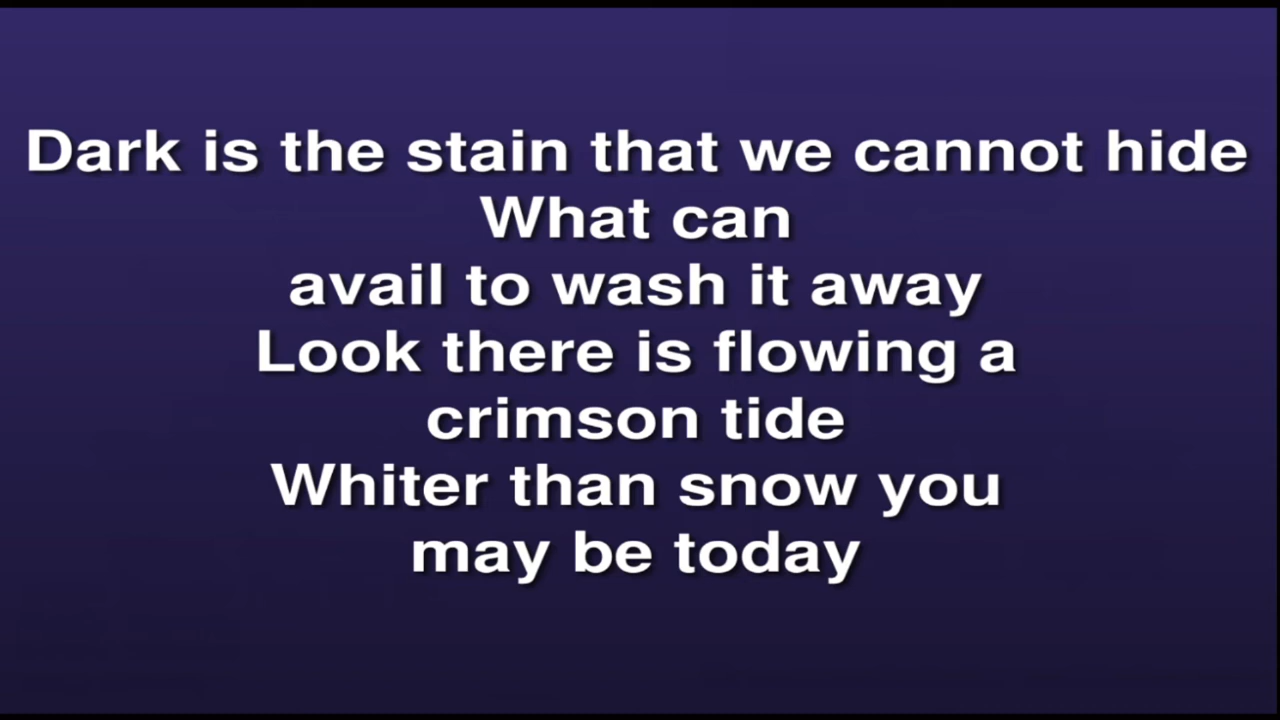 Dark is the stain that we cannot hide
What can
avail to wash it away
Look there is flowing a
crimson tide
Whiter than snow you
may be today